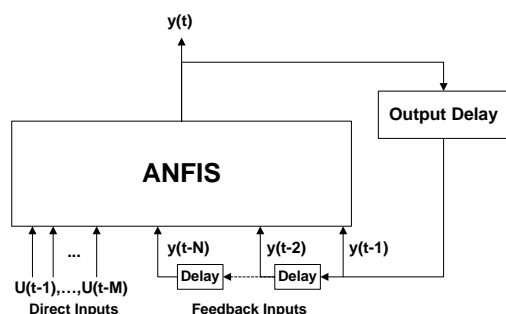 y(t)
Output Delay
ANFIS
...
y(t-N)
y(t-2)
y(t-1)
Delay
Delay
U(t-1),...,U(t-M)
Direct Inputs
Feedback Inputs